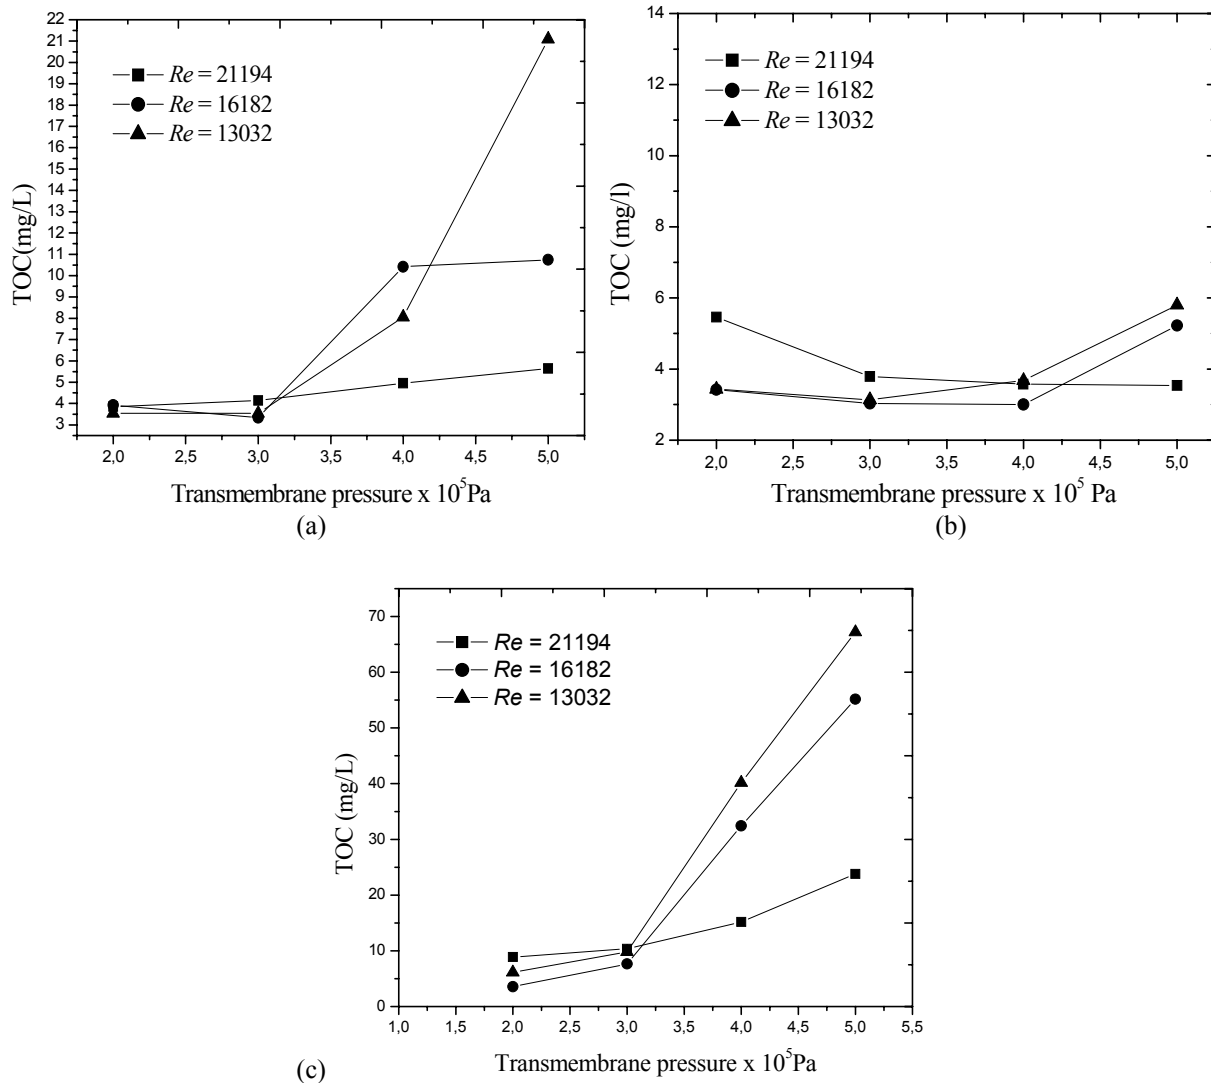 22
21
20
19
18
17
16
15
14
13
12
11
10
9
8
7
6
5
4
3
TOC(mg/L)
Re = 21194
Re = 16182
Re = 13032
2,0 2,5 3,0 3,5 4,0 4,5 5,0
Transmembrane pressure x 10⁵Pa
(a)
14
12
10
8
6
4
2
TOC (mg/l)
Re = 21194
Re = 16182
Re = 13032
2,0 2,5 3,0 3,5 4,0 4,5 5,0
Transmembrane pressure x 10⁵ Pa
(b)
70
60
50
40
30
20
10
0
TOC (mg/L)
Re = 21194
Re = 16182
Re = 13032
1,0 1,5 2,0 2,5 3,0 3,5 4,0 4,5 5,0 5,5
Transmembrane pressure x 10⁵Pa
(c)